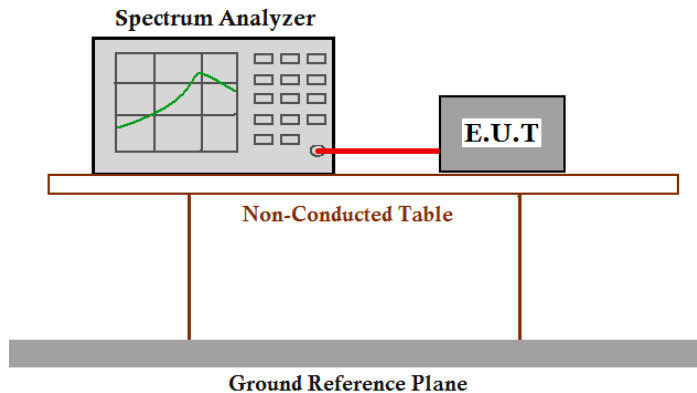 Spectrum Analyzer
E.U.T
Non-Conducted Table
Ground Reference Plane